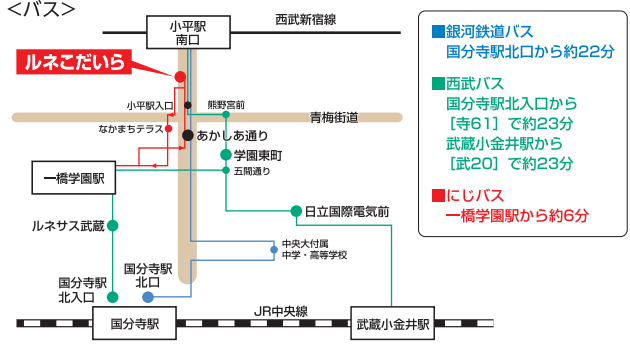 ＜バス＞
小平駅
南口
西武新宿線
ルネこだいら
小平駅入口
熊野宮前
青梅街道
なかまちテラス
あかしあ通り
学園東町
五間通り
一橋学園駅
ルネサス武蔵
日立国際電気前
中央大付属
中学・高等学校
国分寺駅
北入口
国分寺駅
北口
国分寺駅
JR中央線
武蔵小金井駅
■銀河鉄道バス
国分寺駅北口から約22分
■西武バス
国分寺駅北入口から
［寺61］で約23分
武蔵小金井駅から
［武20］で約23分
■にじバス
一橋学園駅から約6分